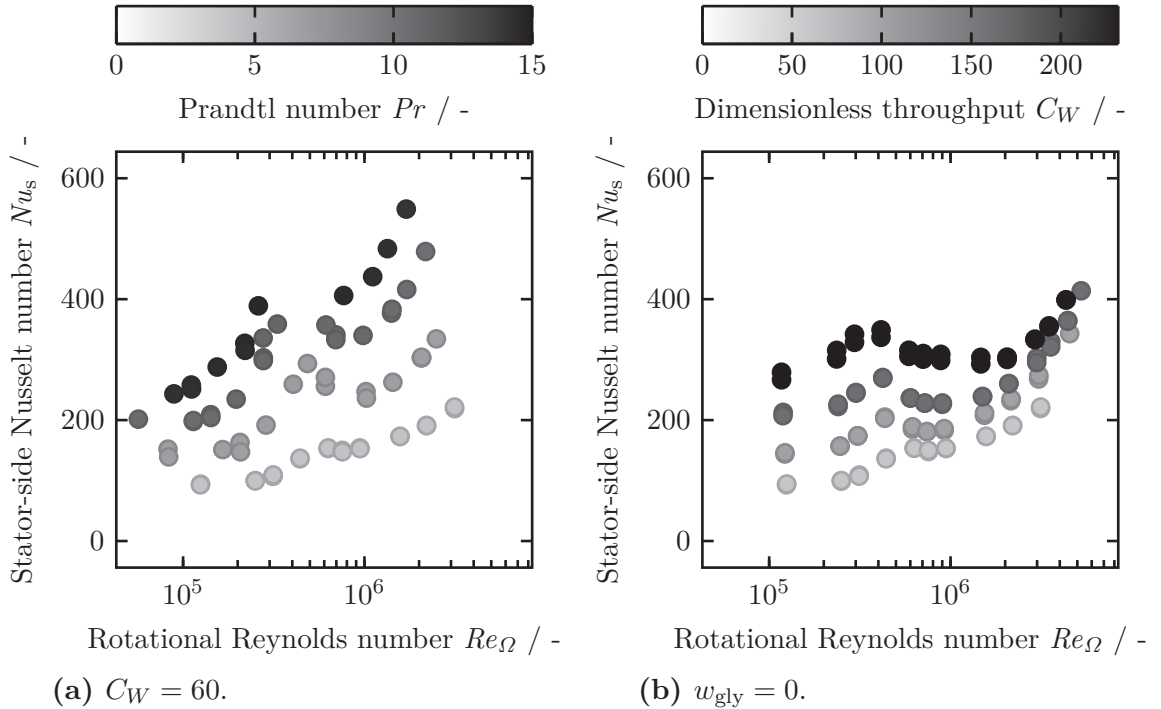 0 5 10 15
Prandtl number Pr / -
0 50 100 150 200
Dimensionless throughput C_W / -
Stator-side Nusselt number Nu_s / -
600
400
200
0
10^5 10^6
Rotational Reynolds number Re_Ω / -
(a) C_W = 60.
Stator-side Nusselt number Nu_s / -
600
400
200
0
10^5 10^6
Rotational Reynolds number Re_Ω / -
(b) w_gly = 0.